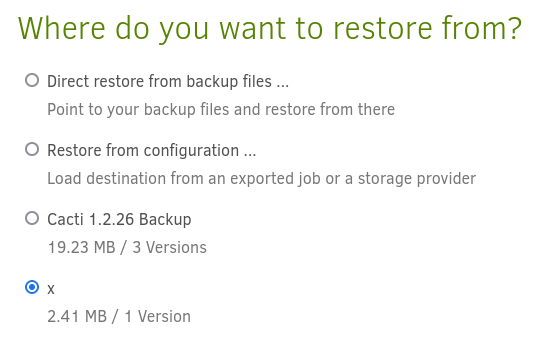 Where do you want to restore from?
Direct restore from backup files ...
Point to your backup files and restore from there
Restore from configuration ...
Load destination from an exported job or a storage provider
Cacti 1.2.26 Backup
19.23 MB / 3 Versions
x
2.41 MB / 1 Version